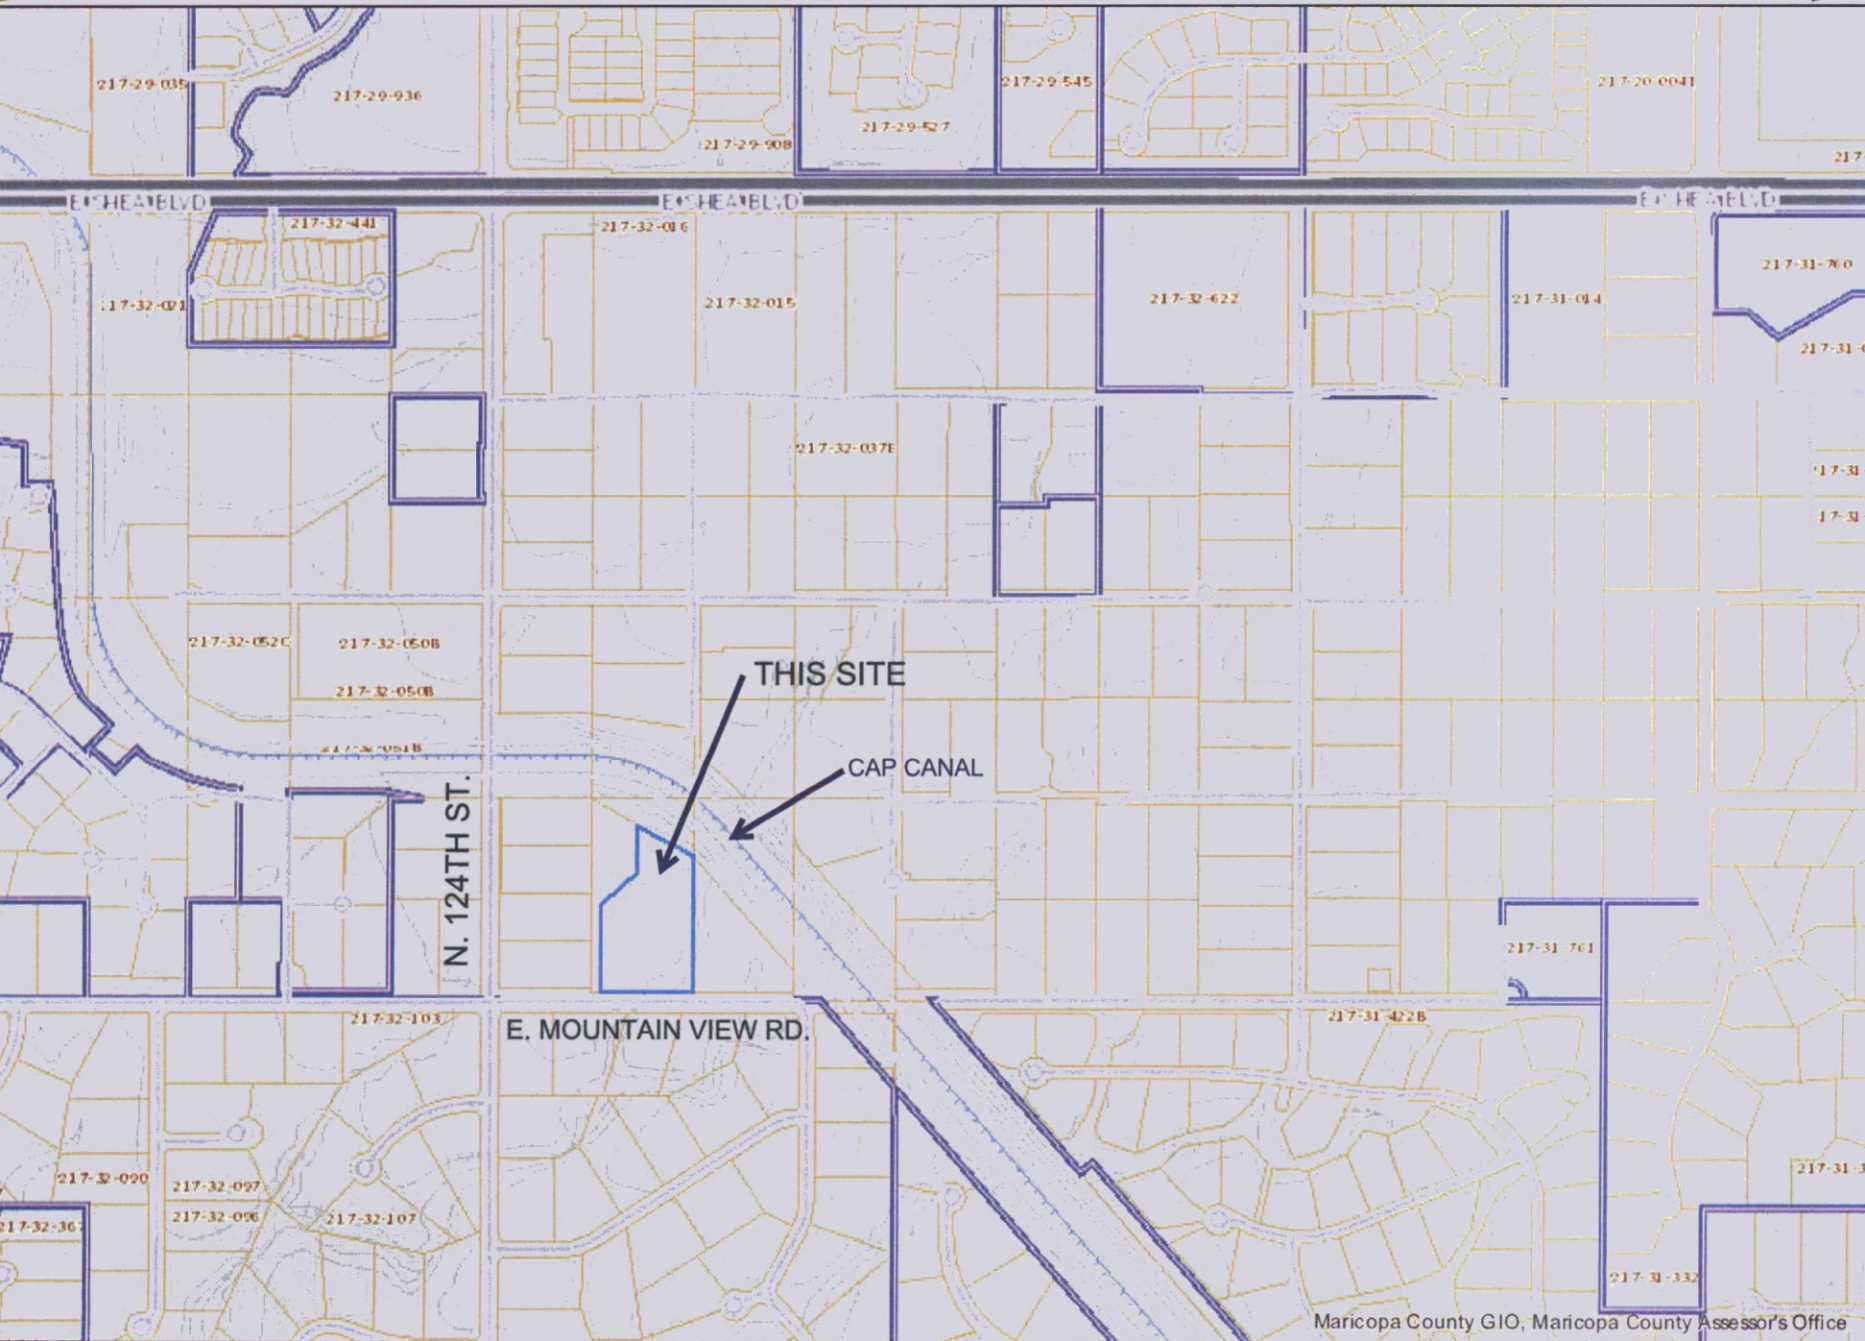 217-29-035
217-29-936
217-29-908
217-29-527
217-29-545
217-20-0041
217
E SHEA BLVD
E SHEA BLVD
217-32-441
217-32-016
217-32-015
217-32-622
217-31-014
217-31-760
217-32-037E
217-32-052C
217-32-050B
217-32-050B
THIS SITE
CAP CANAL
N. 124TH ST.
217-31-761
E. MOUNTAIN VIEW RD.
217-32-103
217-31-422B
217-32-090
217-32-097
217-32-096
217-32-107
217-31-332
Maricopa County GIO, Maricopa County Assessor's Office